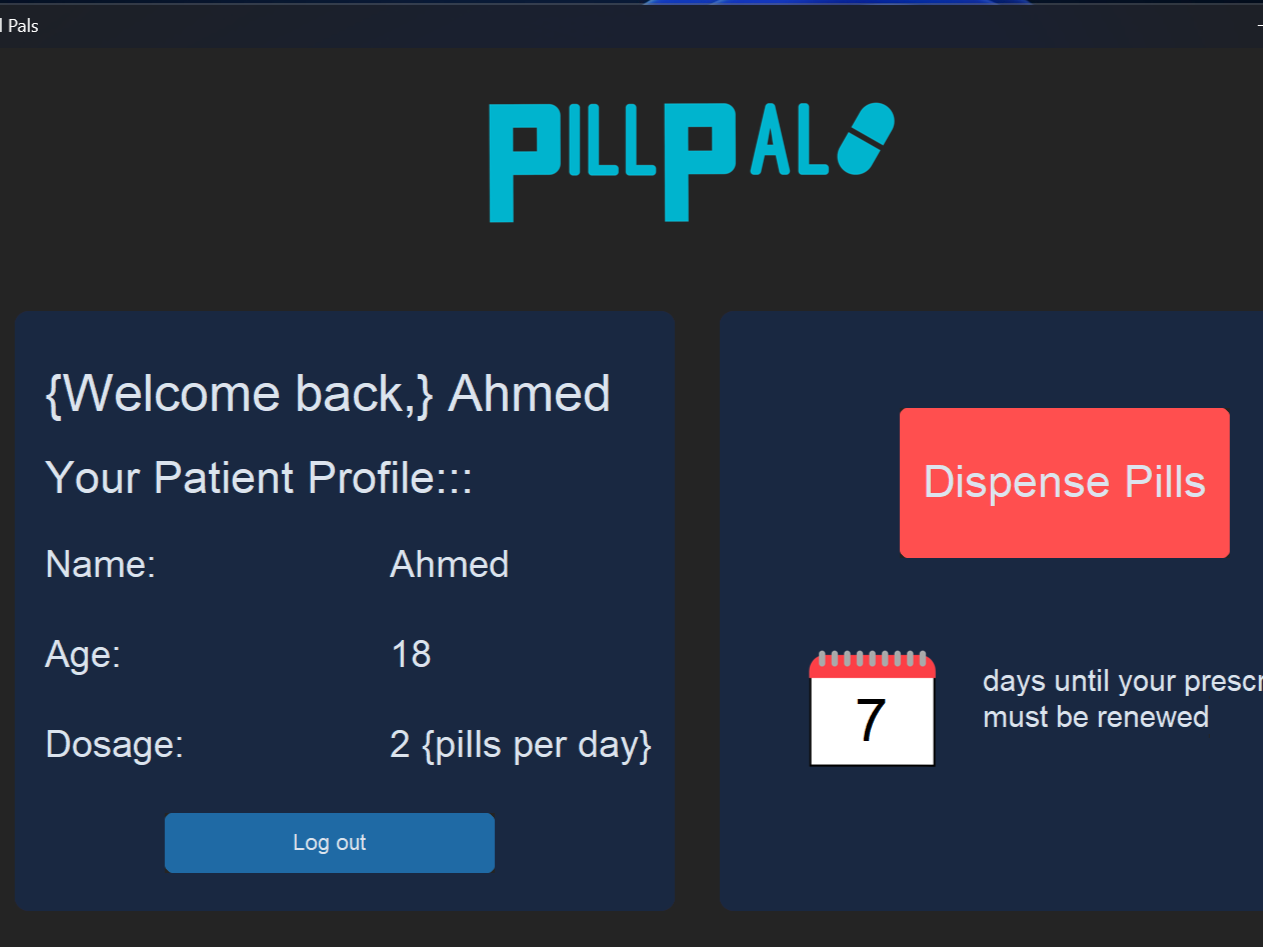 Pals
PILLPAL
{Welcome back,} Ahmed
Your Patient Profile:::
Name: Ahmed
Age: 18
Dosage: 2 {pills per day}
Log out
Dispense Pills
7
days until your prescr
must be renewed